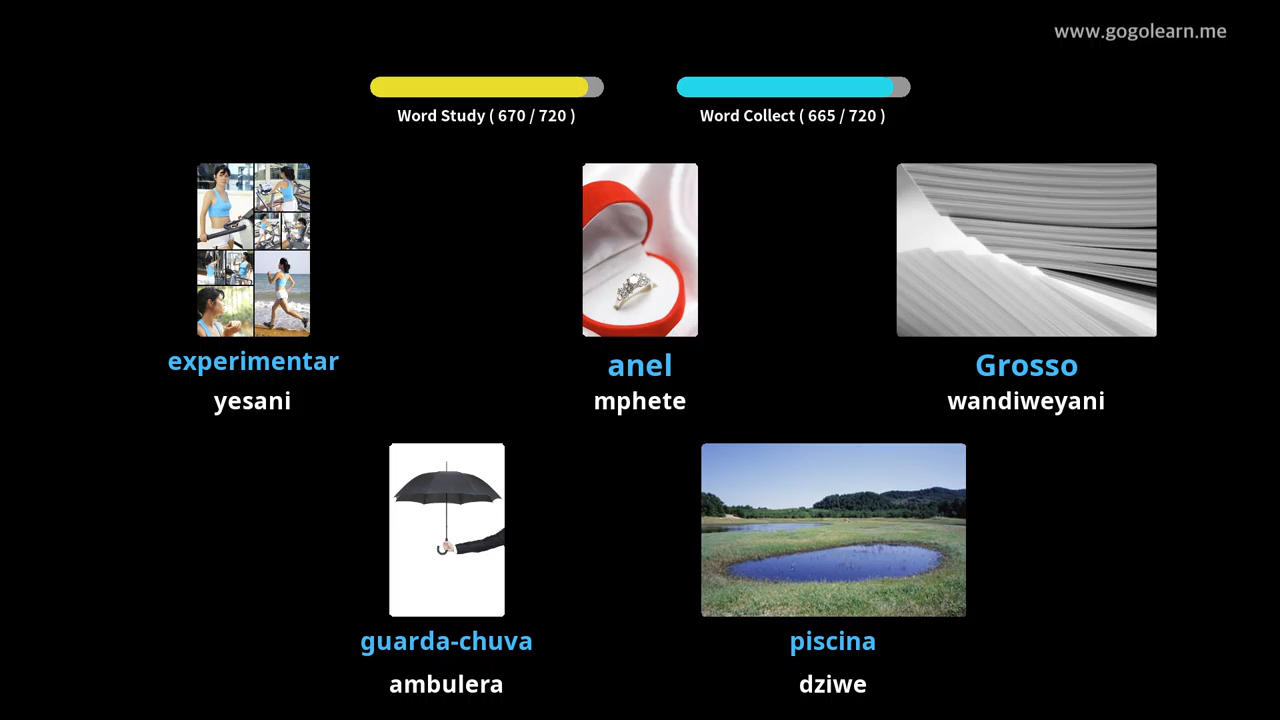 www.gogolearn.me
Word Study ( 670 / 720 )
Word Collect ( 665 / 720 )
experimentar
yesani
anel
mphete
Grosso
wandiweyani
guarda-chuva
ambulera
piscina
dziwe